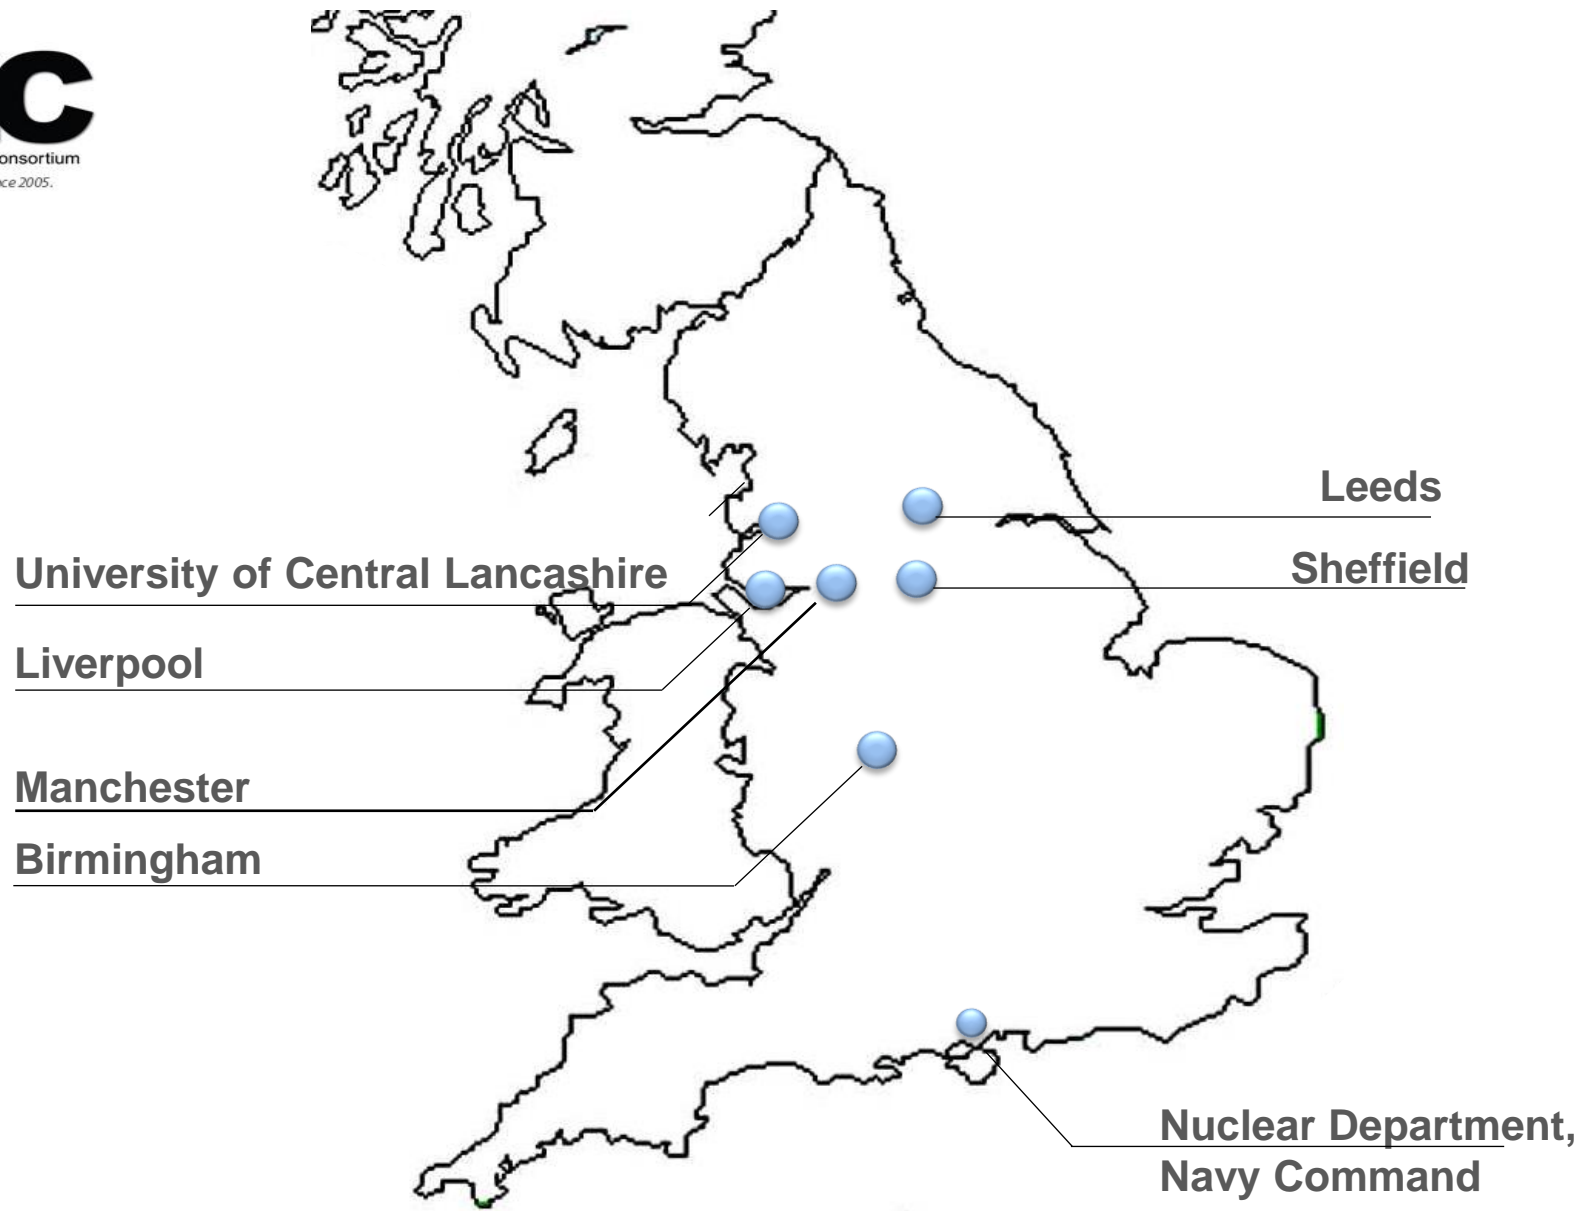 onsortium
ce 2005.
Leeds
University of Central Lancashire
Sheffield
Liverpool
Manchester
Birmingham
Nuclear Department,
Navy Command